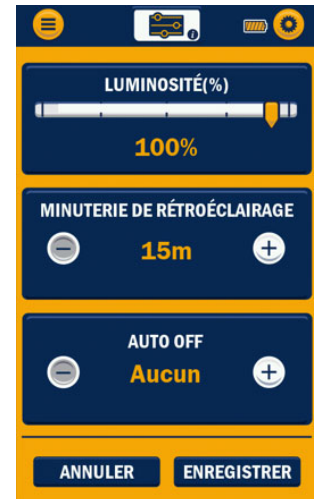 LUMINOSITÉ(%)
100%
MINUTERIE DE RÉTROÉCLAIRAGE
15m
AUTO OFF
Aucun
ANNULER ENREGISTRER